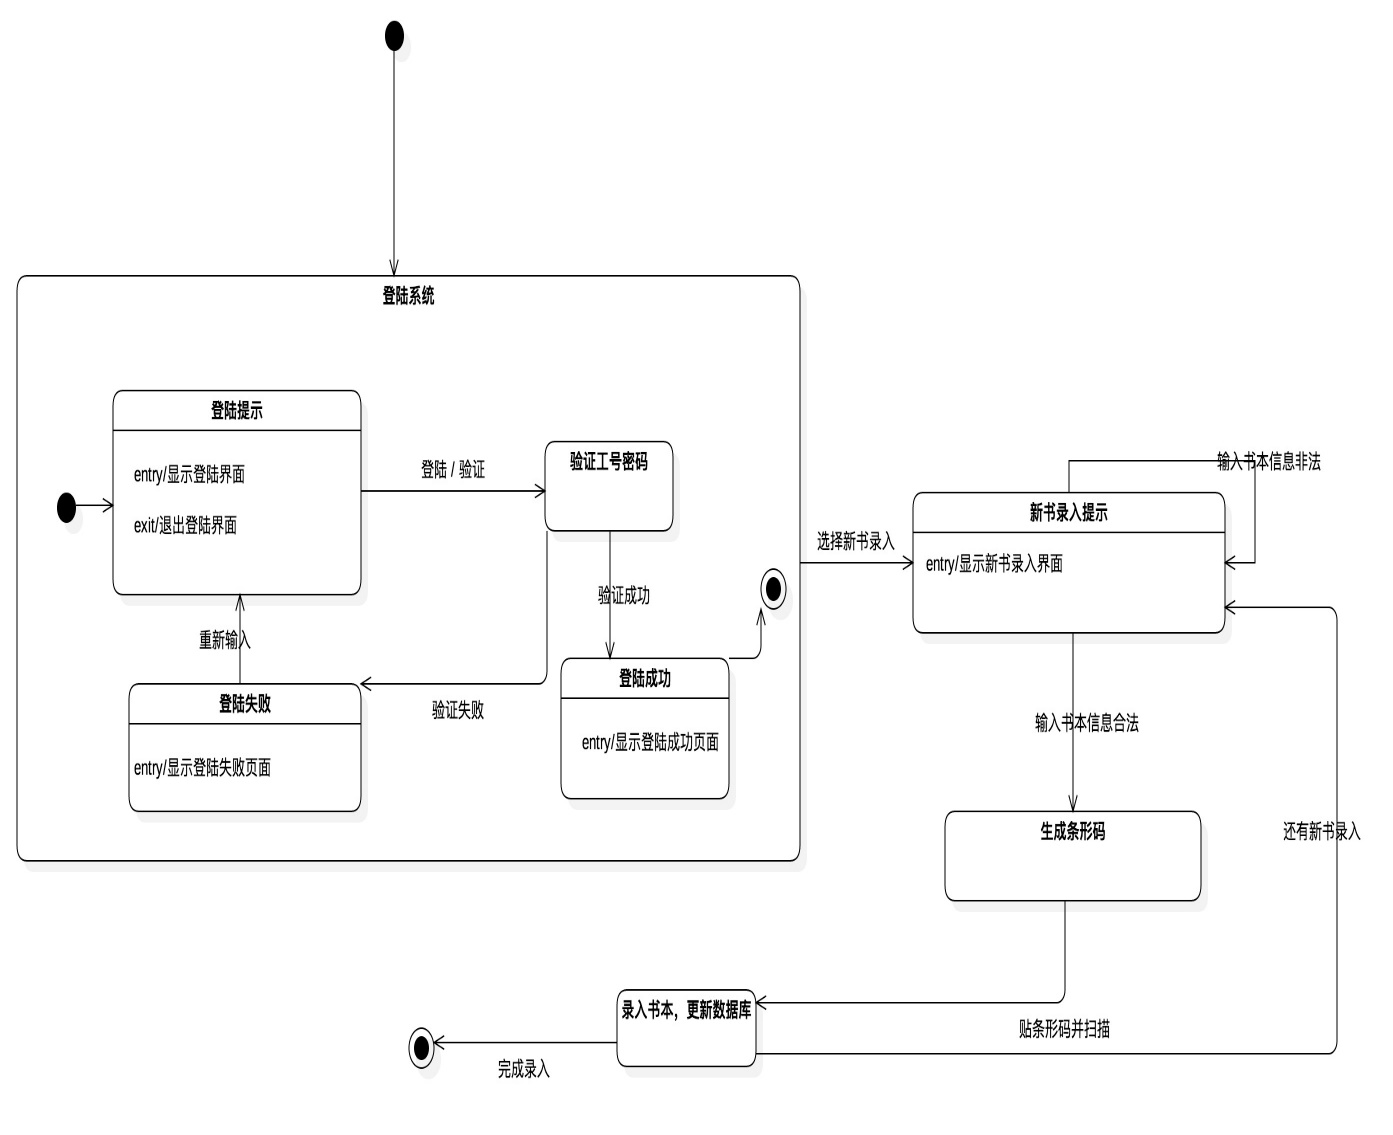 登陆系统
登陆提示
entry/显示登陆界面
exit/退出登陆界面
登陆 / 验证
验证工号密码
验证成功
重新输入
登陆失败
entry/显示登陆失败页面
验证失败
登陆成功
entry/显示登陆成功页面
选择新书录入
输入书本信息非法
新书录入提示
entry/显示新书录入界面
输入书本信息合法
生成条形码
还有新书录入
录入书本，更新数据库
贴条形码并扫描
完成录入